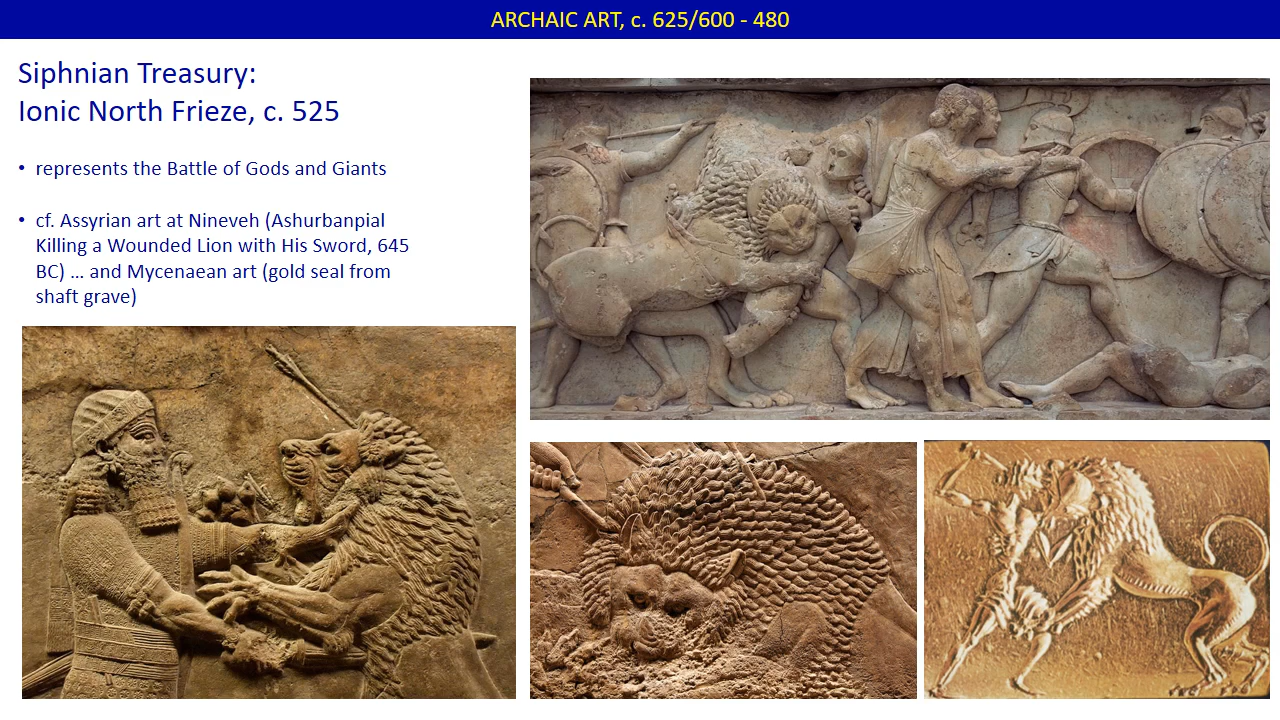 ARCHAIC ART, c. 625/600 - 480
Siphnian Treasury:
Ionic North Frieze, c. 525
• represents the Battle of Gods and Giants
• cf. Assyrian art at Nineveh (Ashurbanpial
Killing a Wounded Lion with His Sword, 645
BC) ... and Mycenaean art (gold seal from
shaft grave)